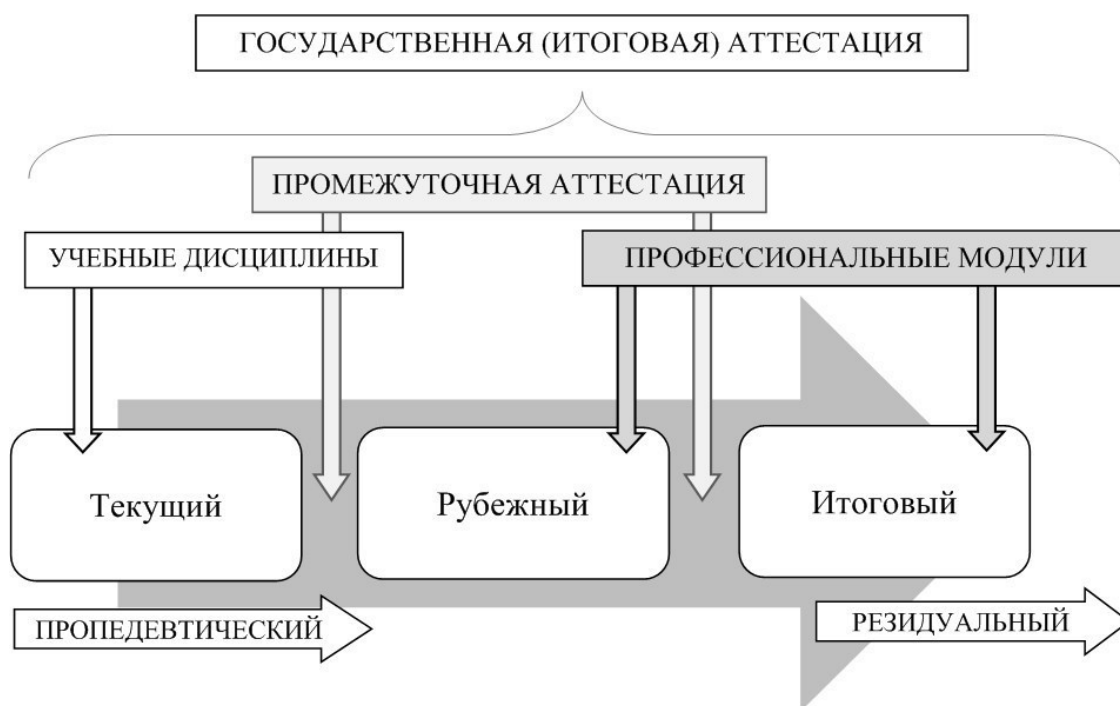 ГОСУДАРСТВЕННАЯ (ИТОГОВАЯ) АТТЕСТАЦИЯ
ПРОМЕЖУТОЧНАЯ АТТЕСТАЦИЯ
УЧЕБНЫЕ ДИСЦИПЛИНЫ
ПРОФЕССИОНАЛЬНЫЕ МОДУЛИ
Текущий
Рубежный
Итоговый
ПРОПЕДЕВТИЧЕСКИЙ
РЕЗИДУАЛЬНЫЙ